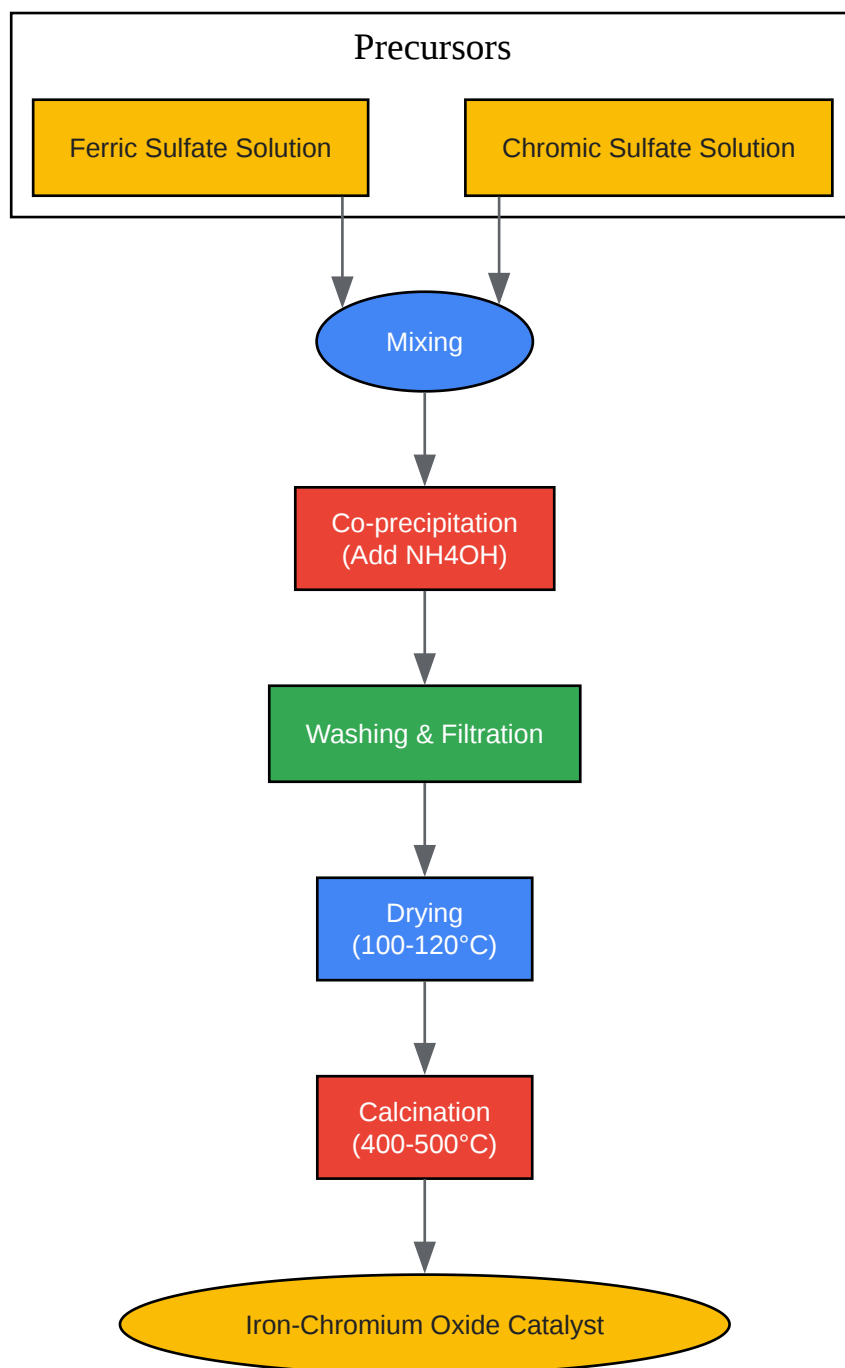 Precursors
Ferric Sulfate Solution
Chromic Sulfate Solution
Mixing
Co-precipitation
(Add NH4OH)
Washing & Filtration
Drying
(100-120°C)
Calcination
(400-500°C)
Iron-Chromium Oxide Catalyst